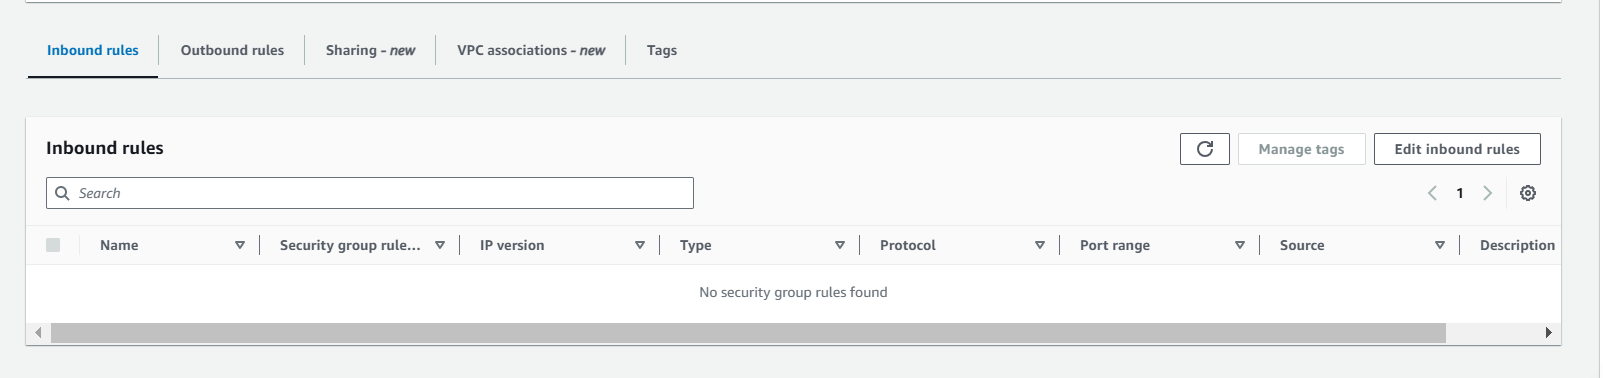 Inbound rules Outbound rules Sharing - new VPC associations - new Tags
Inbound rules Manage tags Edit inbound rules
Search 1
Name Security group rule... IP version Type Protocol Port range Source Description
No security group rules found